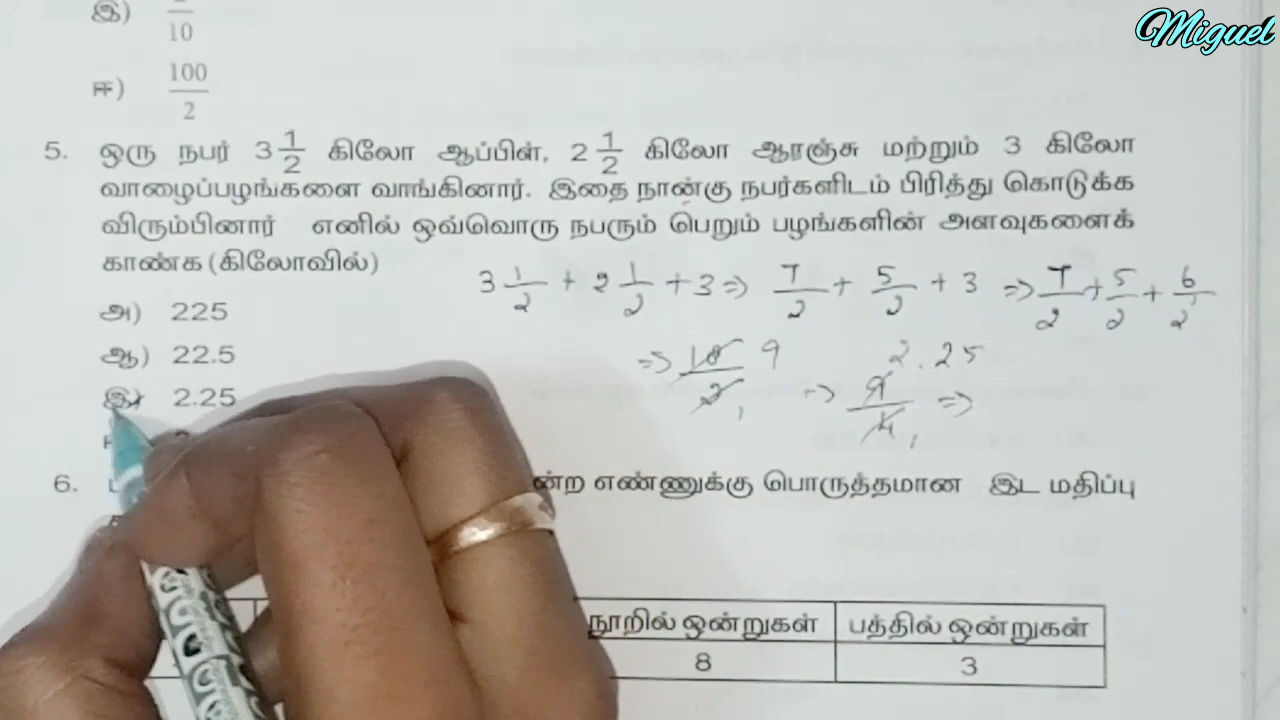 Miguel
இ) 10
ஈ) 100/2
5. ஒரு நபர் 3 1/2 கிலோ ஆப்பிள், 2 1/2 கிலோ ஆரஞ்சு மற்றும் 3 கிலோ
வாழைப்பழங்களை வாங்கினார். இதை நான்கு நபர்களிடம் பிரித்து கொடுக்க
விரும்பினார் எனில் ஒவ்வொரு நபரும் பெறும் பழங்களின் அளவுகளைக்
காண்க (கிலோவில்)
3 1/2 + 2 1/2 + 3 => 7/2 + 5/2 + 3 => 7/2 + 5/2 + 6/2
அ) 225
=> 18/2 9 1 => 9/4 1 => 2.25
ஆ) 22.5
இ) 2.25
6. ன்ற எண்ணுக்கு பொருத்தமான இட மதிப்பு
நூறில் ஒன்றுகள் பத்தில் ஒன்றுகள்
8 3